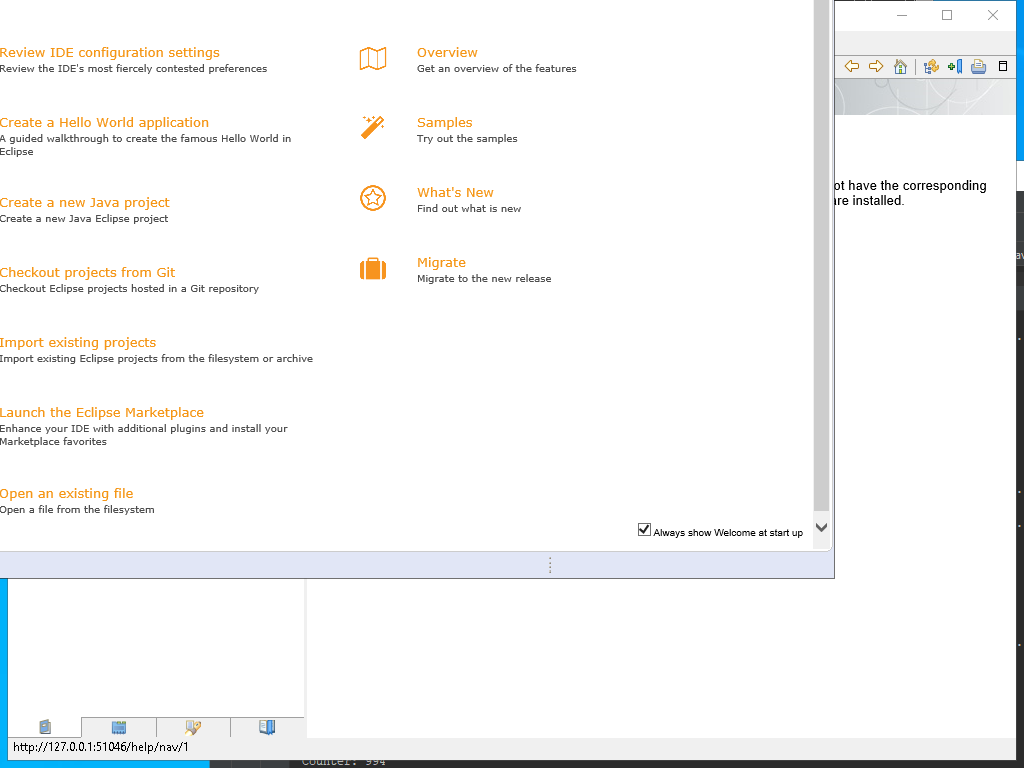 Review IDE configuration settings
Review the IDE's most fiercely contested preferences
Create a Hello World application
A guided walkthrough to create the famous Hello World in
Eclipse
Create a new Java project
Create a new Java Eclipse project
Checkout projects from Git
Checkout Eclipse projects hosted in a Git repository
Import existing projects
Import existing Eclipse projects from the filesystem or archive
Launch the Eclipse Marketplace
Enhance your IDE with additional plugins and install your
Marketplace favorites
Open an existing file
Open a file from the filesystem
Overview
Get an overview of the features
Samples
Try out the samples
What's New
Find out what is new
Migrate
Migrate to the new release
Always show Welcome at start up
ot have the corresponding
are installed.
http://127.0.0.1:51046/help/nav/1
Counter: 994